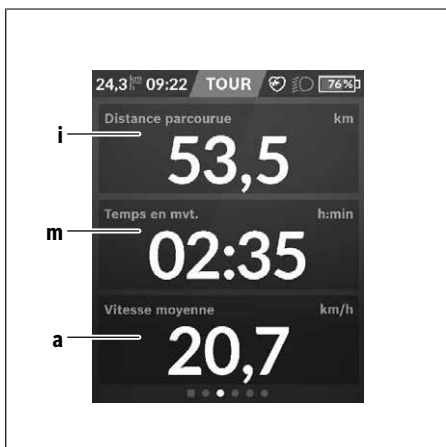 24,3 km/h 09:22 TOUR 76%
Distance parcourue km
i
53,5
Temps en mvt. h:min
m
02:35
Vitesse moyenne km/h
a
20,7